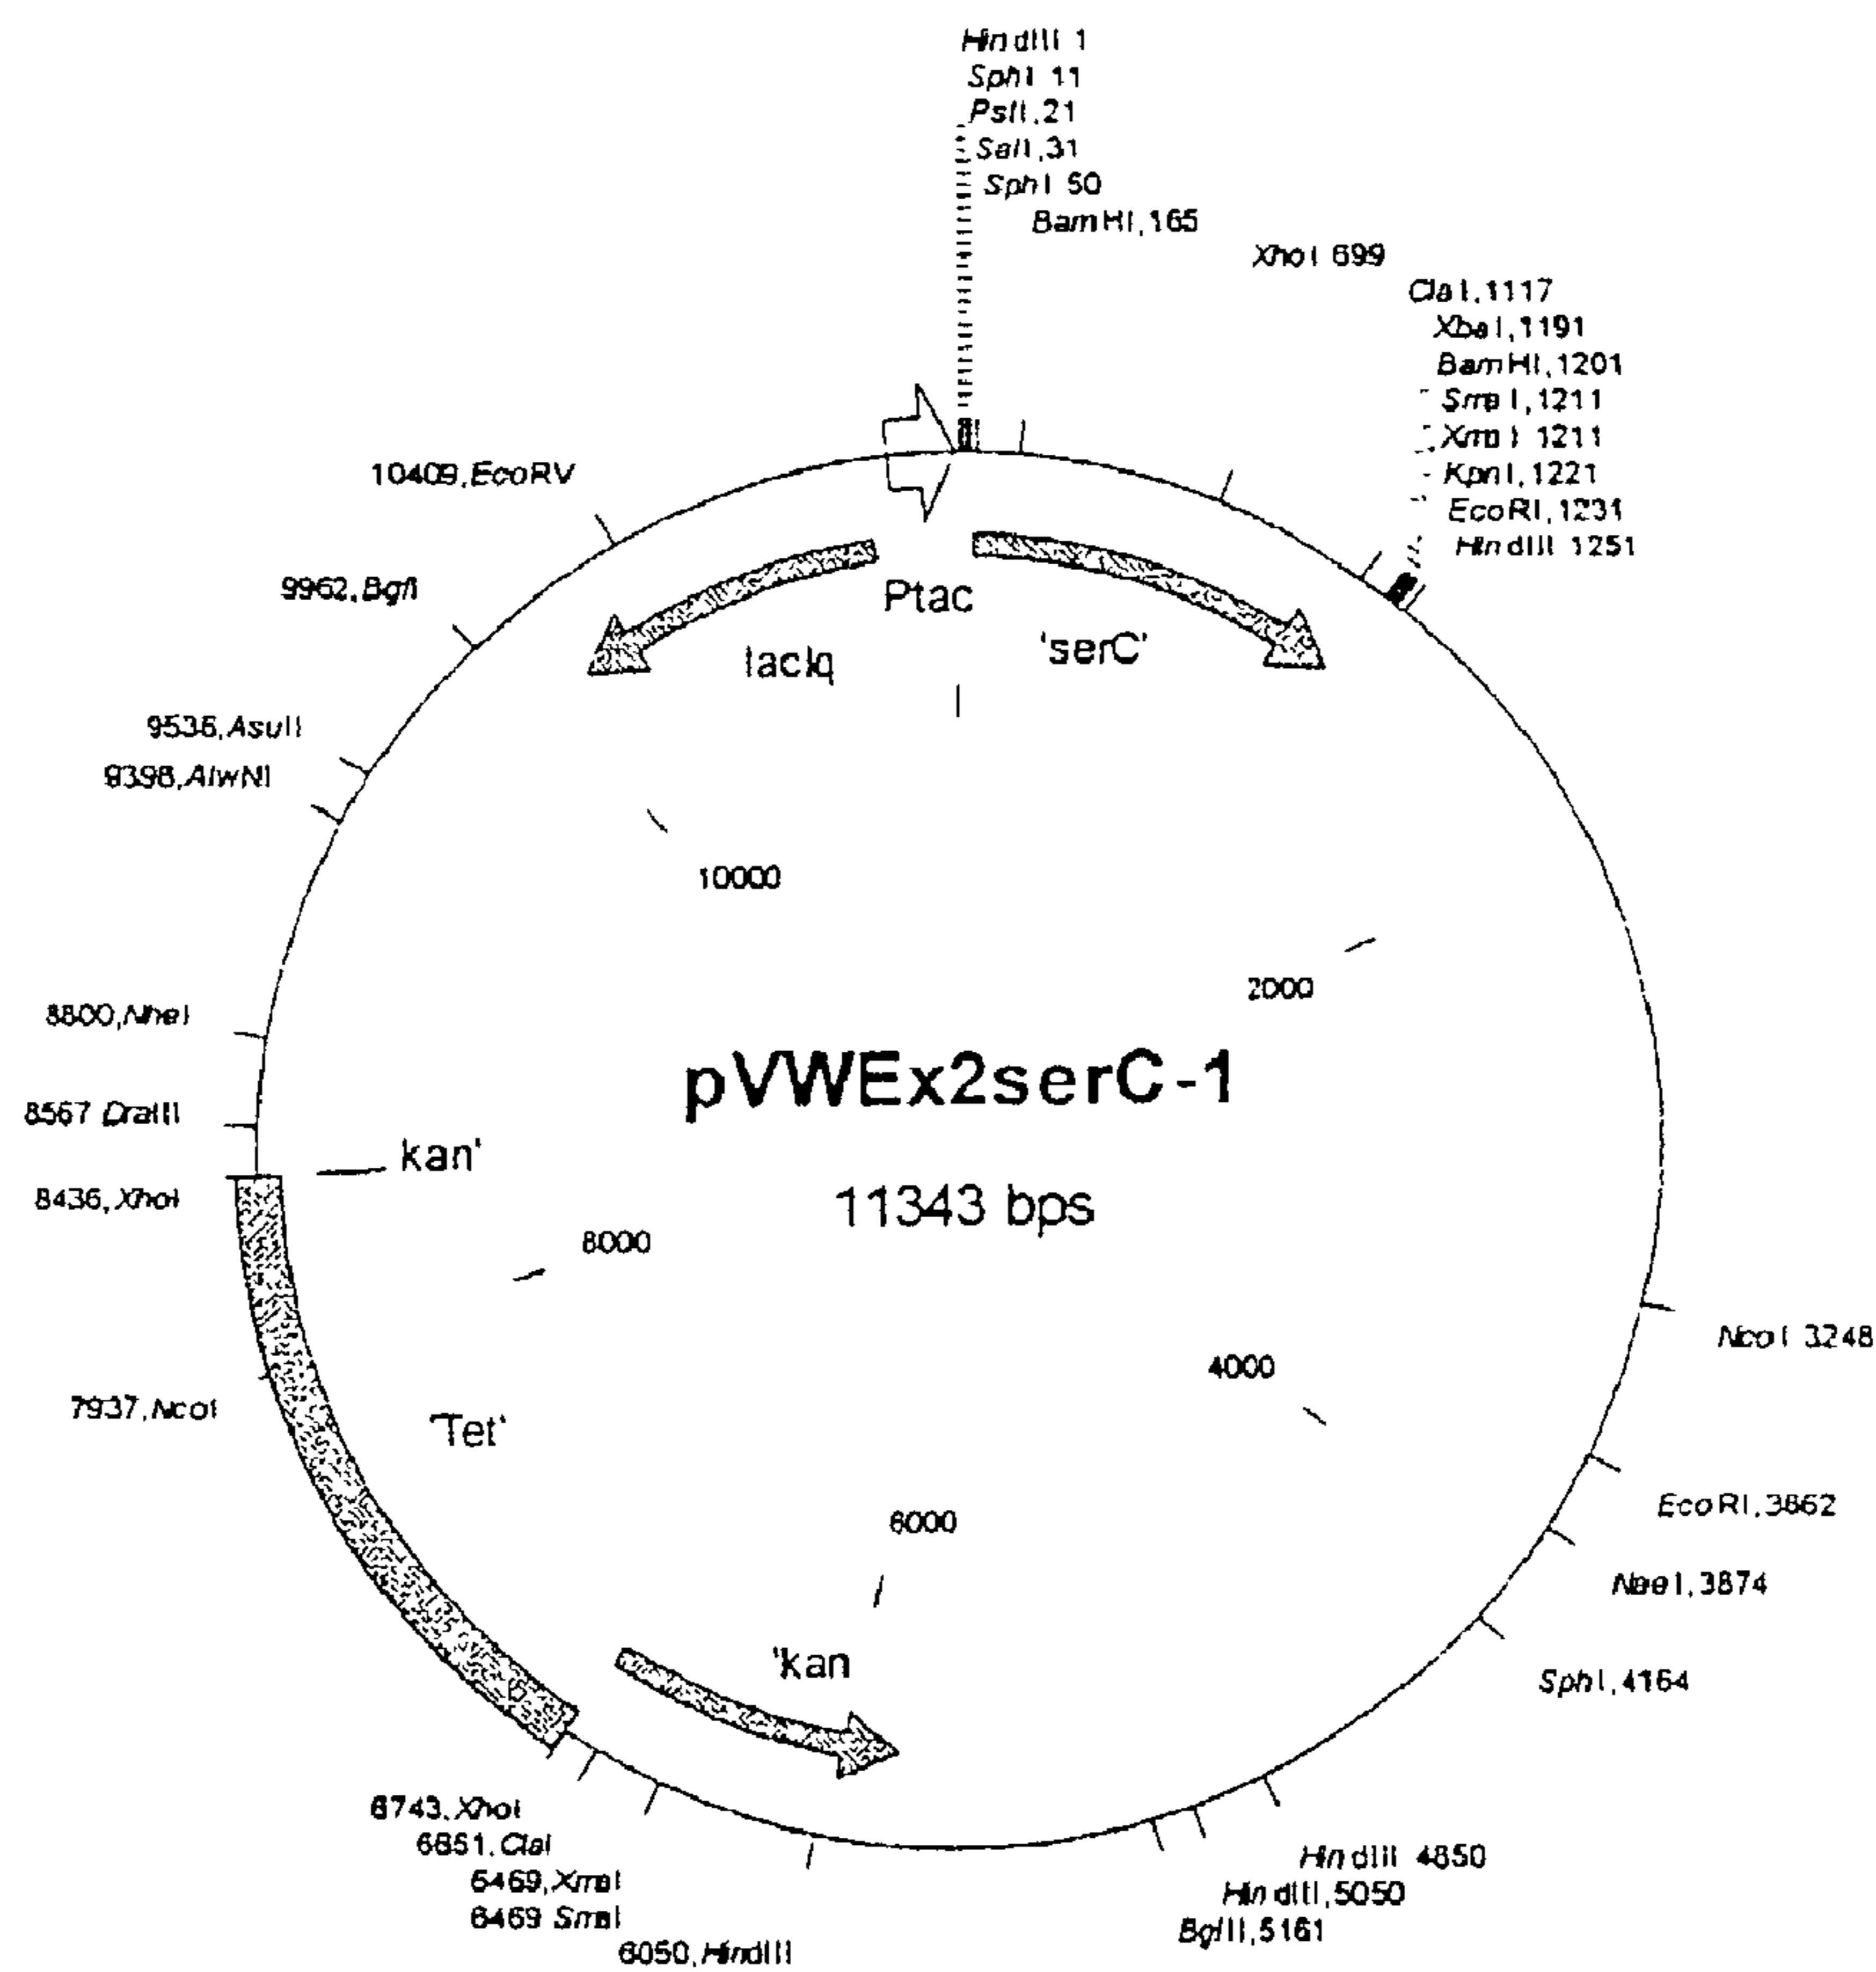 HindIII 1
SphI 11
PstI,21
SalI,31
SphI 50
BamHI,165
XhoI 699
ClaI,1117
XbaI,1191
BamHI,1201
SmaI,1211
XmaI 1211
KpnI,1221
EcoRI,1231
HindIII 1251
10409,EcoRV
9962,BglI
9536,AsuII
9398,AlwNI
8800,NheI
8567 DraIII
8436,XhoI
7937,NcoI
6743,XhoI
6651,ClaI
6469,XmaI
6469 SmaI
6050,HindIII
BglII,5161
HindIII,5050
HindIII 4850
SphI,4164
NaeI,3874
EcoRI,3662
NcoI 3248
Ptac
lacIq
'serC'
10000
2000
pVWEx2serC-1
11343 bps
kan'
8000
4000
'Tet'
6000
'kan